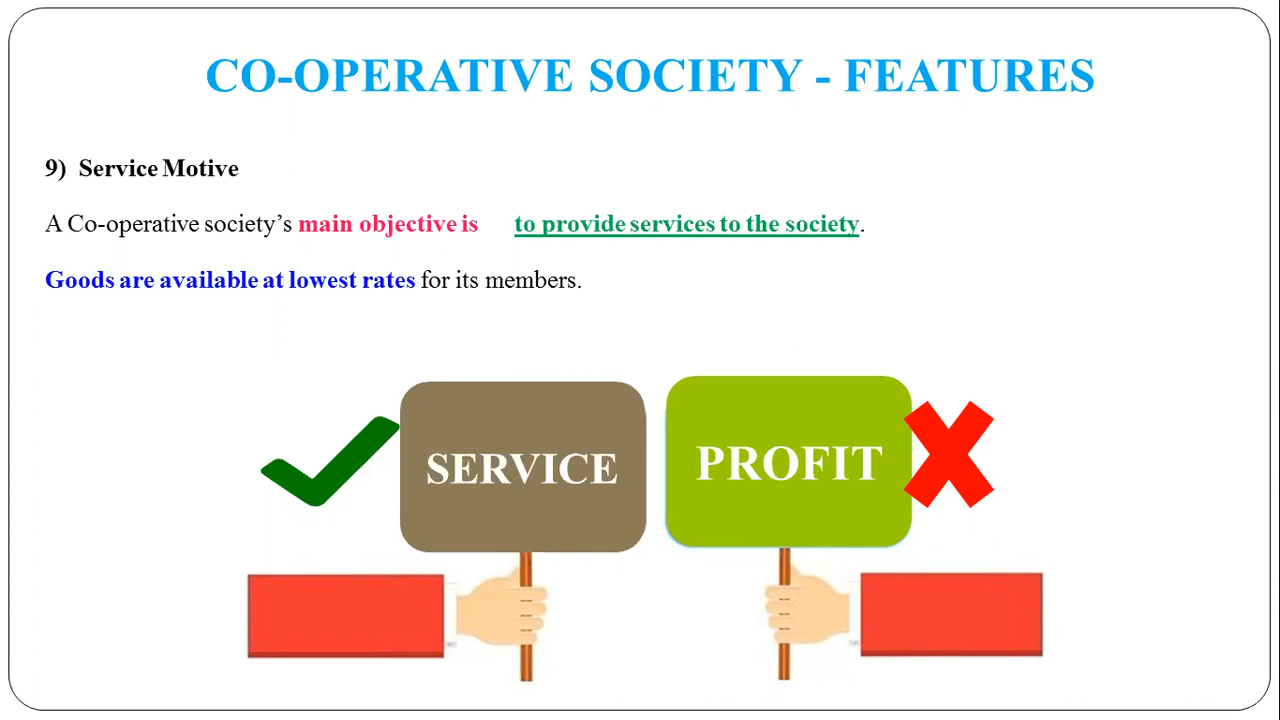 CO-OPERATIVE SOCIETY - FEATURES
9) Service Motive
A Co-operative society’s main objective is to provide services to the society.
Goods are available at lowest rates for its members.
SERVICE
PROFIT